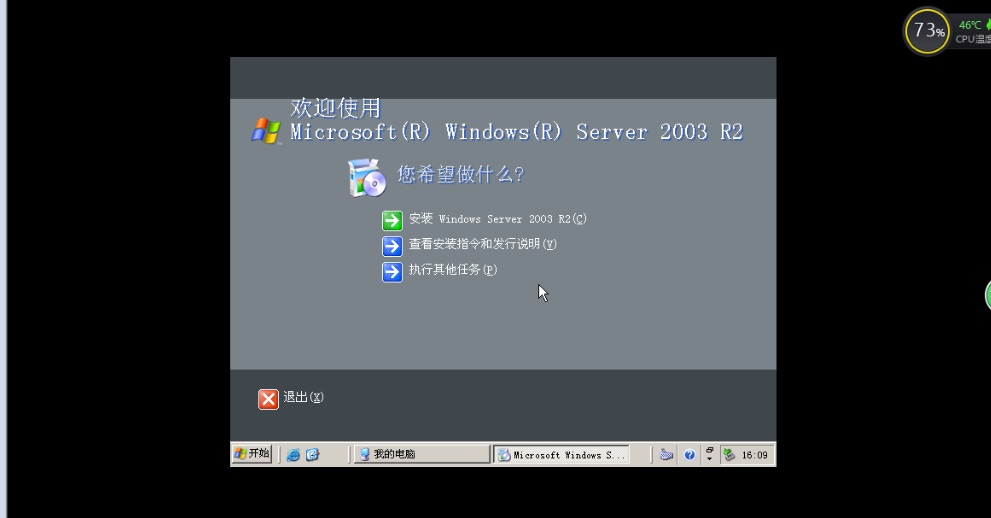 73%
46℃
CPU温度
欢迎使用
Microsoft(R) Windows(R) Server 2003 R2
您希望做什么?
安装 Windows Server 2003 R2(C)
查看安装指令和发行说明(Y)
执行其他任务(P)
退出(X)
开始
我的电脑
Microsoft Windows S...
16:09